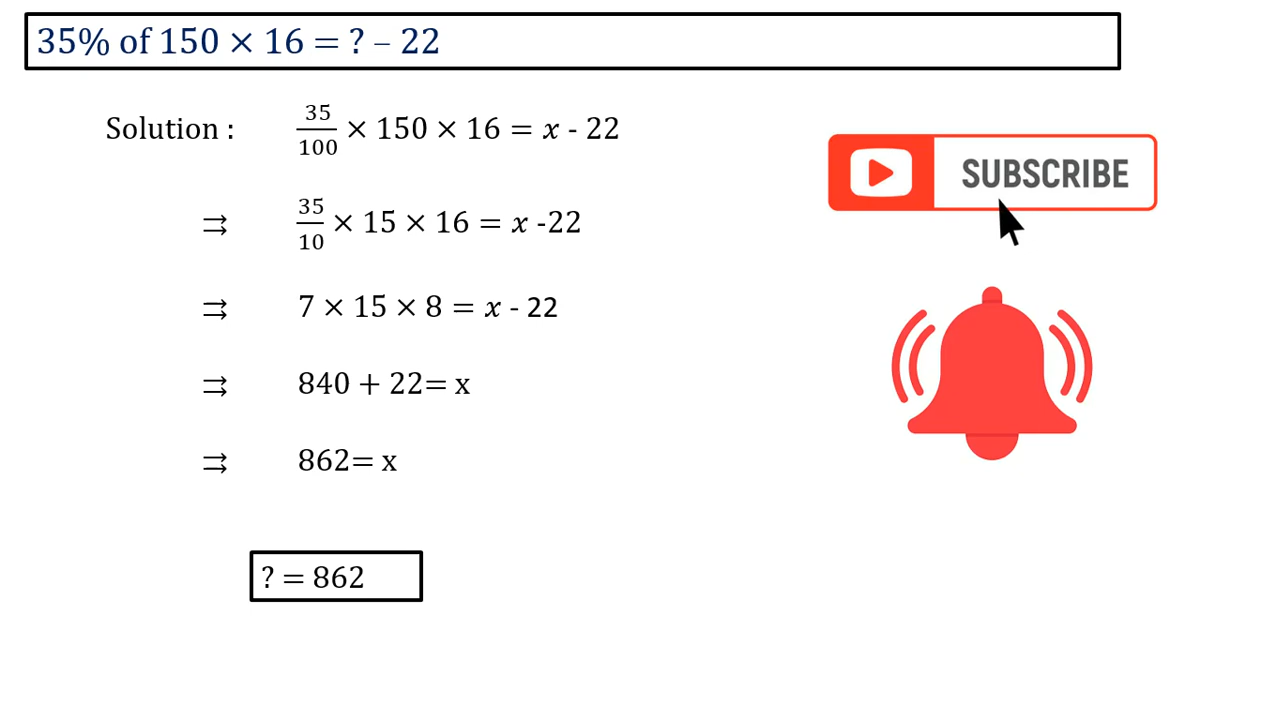 35% of 150 × 16 = ? – 22
Solution : 35/100 × 150 × 16 = x - 22
⇉ 35/10 × 15 × 16 = x -22
⇉ 7 × 15 × 8 = x - 22
⇉ 840 + 22= x
⇉ 862= x
? = 862
SUBSCRIBE